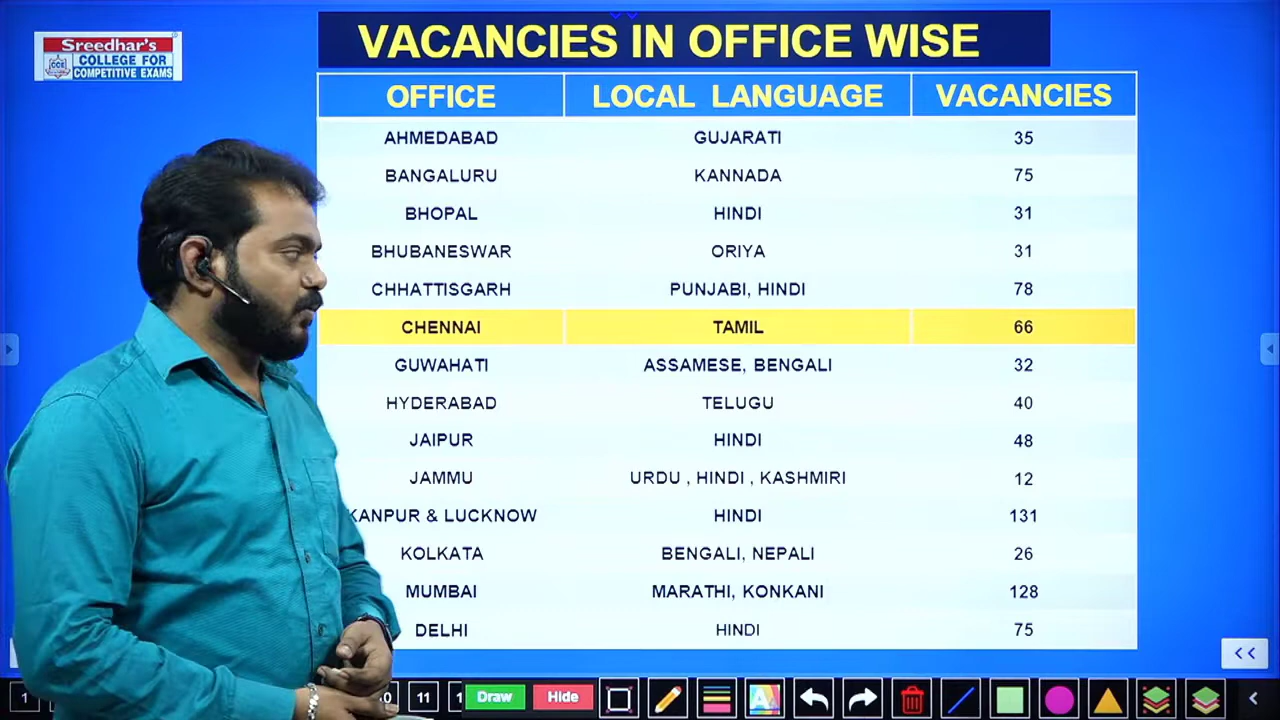 Sreedhar's
CCE
COLLEGE FOR
COMPETITIVE EXAMS
VACANCIES IN OFFICE WISE
OFFICE LOCAL LANGUAGE VACANCIES
AHMEDABAD GUJARATI 35
BANGALURU KANNADA 75
BHOPAL HINDI 31
BHUBANESWAR ORIYA 31
CHHATTISGARH PUNJABI, HINDI 78
CHENNAI TAMIL 66
GUWAHATI ASSAMESE, BENGALI 32
HYDERABAD TELUGU 40
JAIPUR HINDI 48
JAMMU URDU , HINDI , KASHMIRI 12
KANPUR & LUCKNOW HINDI 131
KOLKATA BENGALI, NEPALI 26
MUMBAI MARATHI, KONKANI 128
DELHI HINDI 75
<<
1 11 Draw Hide